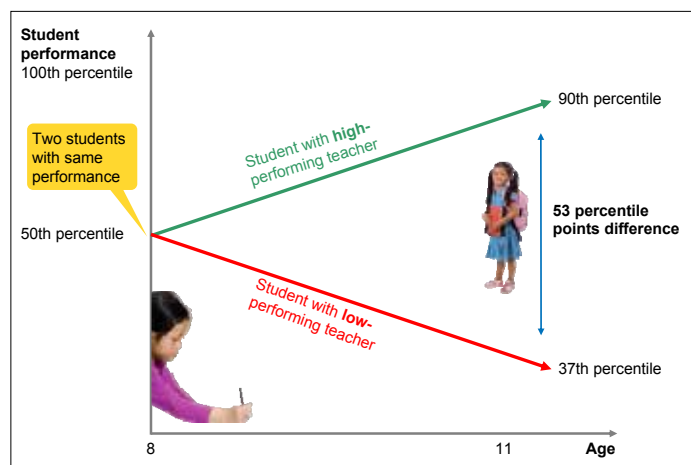 Student
performance
100th percentile
90th percentile
Two students
with same
performance
Student with high-
performing teacher
53 percentile
points difference
50th percentile
Student with low-
performing teacher
37th percentile
8
11
Age